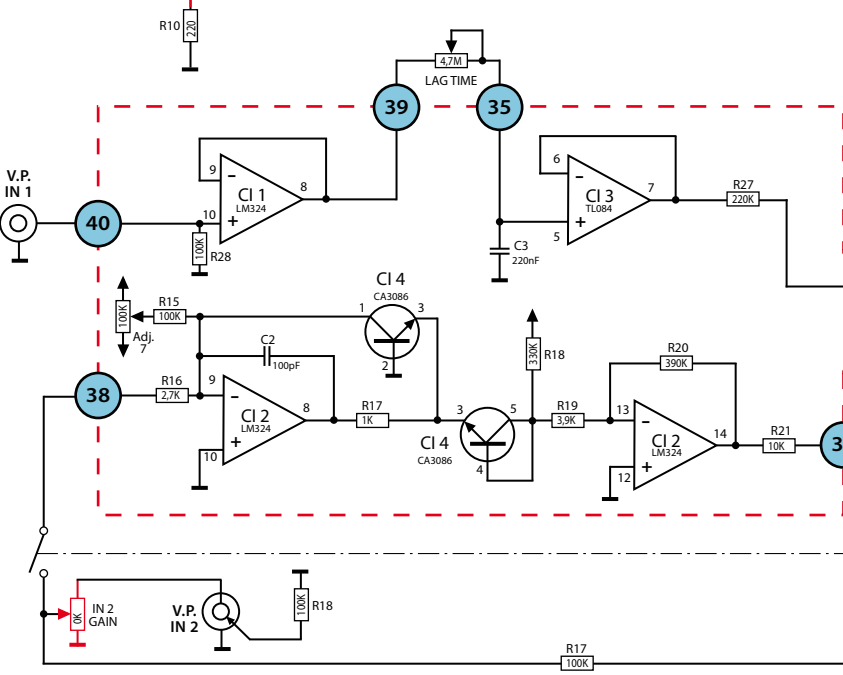 R10
220
4,7M
LAG TIME
39
35
V.P.
IN 1
40
9
−
CI 1
LM324
8
10
+
100K
R28
6
−
CI 3
TL084
7
+
5
R27
220K
C3
220nF
CI 4
CA3086
1
3
2
100K
R15
100K
Adj.
7
C2
100pF
R16
2,7K
38
9
−
CI 2
LM324
8
+
10
R17
1K
3
5
CI 4
CA3086
4
330K
R18
R19
3,9K
R20
390K
13
−
CI 2
LM324
14
+
12
R21
10K
3
0K
IN 2
GAIN
V.P.
IN 2
100K
R18
R17
100K